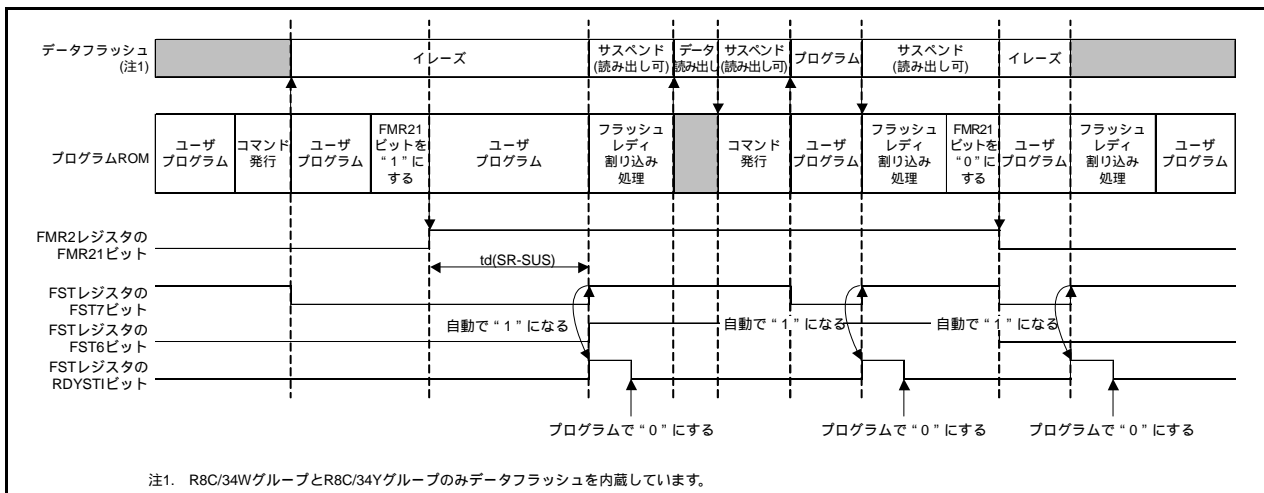 データフラッシュ
(注1)
イレーズ
サスペンド
(読み出し可)
データ
読み出し
サスペンド
(読み出し可)
プログラム
サスペンド
(読み出し可)
イレーズ
プログラムROM
ユーザ
プログラム
コマンド
発行
ユーザ
プログラム
FMR21
ビットを
“1”に
する
ユーザ
プログラム
フラッシュ
レディ
割り込み
処理
コマンド
発行
ユーザ
プログラム
フラッシュ
レディ
割り込み
処理
FMR21
ビットを
“0”に
する
ユーザ
プログラム
フラッシュ
レディ
割り込み
処理
ユーザ
プログラム
FMR2レジスタの
FMR21ビット
td(SR-SUS)
FSTレジスタの
FST7ビット
自動で“1”になる
自動で“1”になる
自動で“1”になる
FSTレジスタの
FST6ビット
FSTレジスタの
RDYSTIビット
プログラムで“0”にする
プログラムで“0”にする
プログラムで“0”にする
注1. R8C/34WグループとR8C/34Yグループのみデータフラッシュを内蔵しています。